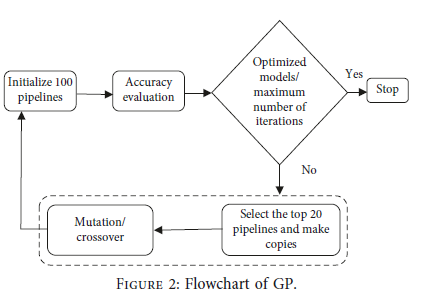 Initialize 100
pipelines
Accuracy
evaluation
Optimized
models/
maximum
number of
iterations
Yes
Stop
No
Select the top 20
pipelines and make
copies
Mutation/
crossover
FIGURE 2: Flowchart of GP.